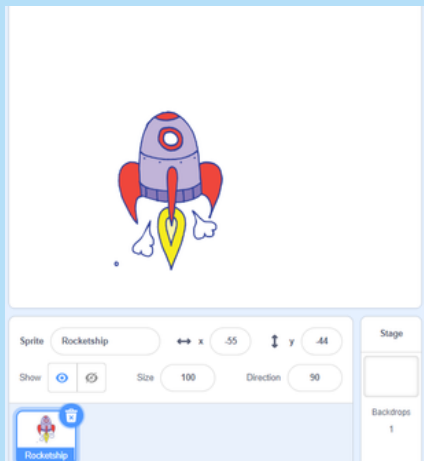 Sprite Rocketship x -55 y -44 Stage
Show Size 100 Direction 90
Backdrops
1
Rocketship